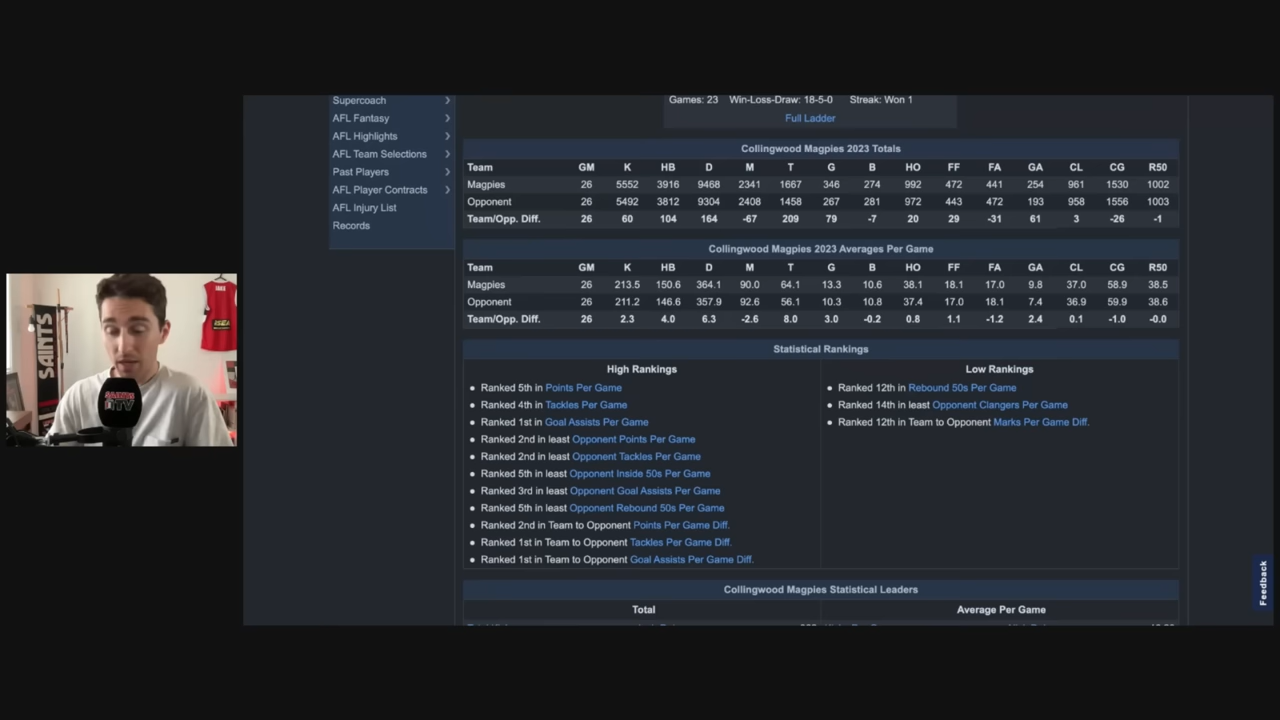 Supercoach
AFL Fantasy
AFL Highlights
AFL Team Selections
Past Players
AFL Player Contracts
AFL Injury List
Records
Games: 23 Win-Loss-Draw: 18-5-0 Streak: Won 1
Full Ladder
Collingwood Magpies 2023 Totals
Team GM K HB D M T G B HO FF FA GA CL CG R50
Magpies 26 5552 3916 9468 2341 1667 346 274 992 472 441 254 961 1530 1002
Opponent 26 5492 3812 9304 2408 1458 267 281 972 443 472 193 958 1556 1003
Team/Opp. Diff. 26 60 104 164 -67 209 79 -7 20 29 -31 61 3 -26 -1
Collingwood Magpies 2023 Averages Per Game
Team GM K HB D M T G B HO FF FA GA CL CG R50
Magpies 26 213.5 150.6 364.1 90.0 64.1 13.3 10.6 38.1 18.1 17.0 9.8 37.0 58.9 38.5
Opponent 26 211.2 146.6 357.9 92.6 56.1 10.3 10.8 37.4 17.0 18.1 7.4 36.9 59.9 38.6
Team/Opp. Diff. 26 2.3 4.0 6.3 -2.6 8.0 3.0 -0.2 0.8 1.1 -1.2 2.4 0.1 -1.0 -0.0
Statistical Rankings
High Rankings
Ranked 5th in Points Per Game
Ranked 4th in Tackles Per Game
Ranked 1st in Goal Assists Per Game
Ranked 2nd in least Opponent Points Per Game
Ranked 2nd in least Opponent Tackles Per Game
Ranked 5th in least Opponent Inside 50s Per Game
Ranked 3rd in least Opponent Goal Assists Per Game
Ranked 5th in least Opponent Rebound 50s Per Game
Ranked 2nd in Team to Opponent Points Per Game Diff.
Ranked 1st in Team to Opponent Tackles Per Game Diff.
Ranked 1st in Team to Opponent Goal Assists Per Game Diff.
Low Rankings
Ranked 12th in Rebound 50s Per Game
Ranked 14th in least Opponent Clangers Per Game
Ranked 12th in Team to Opponent Marks Per Game Diff.
Collingwood Magpies Statistical Leaders
Total Average Per Game
Feedback
SAINTS
SAINTS
TV